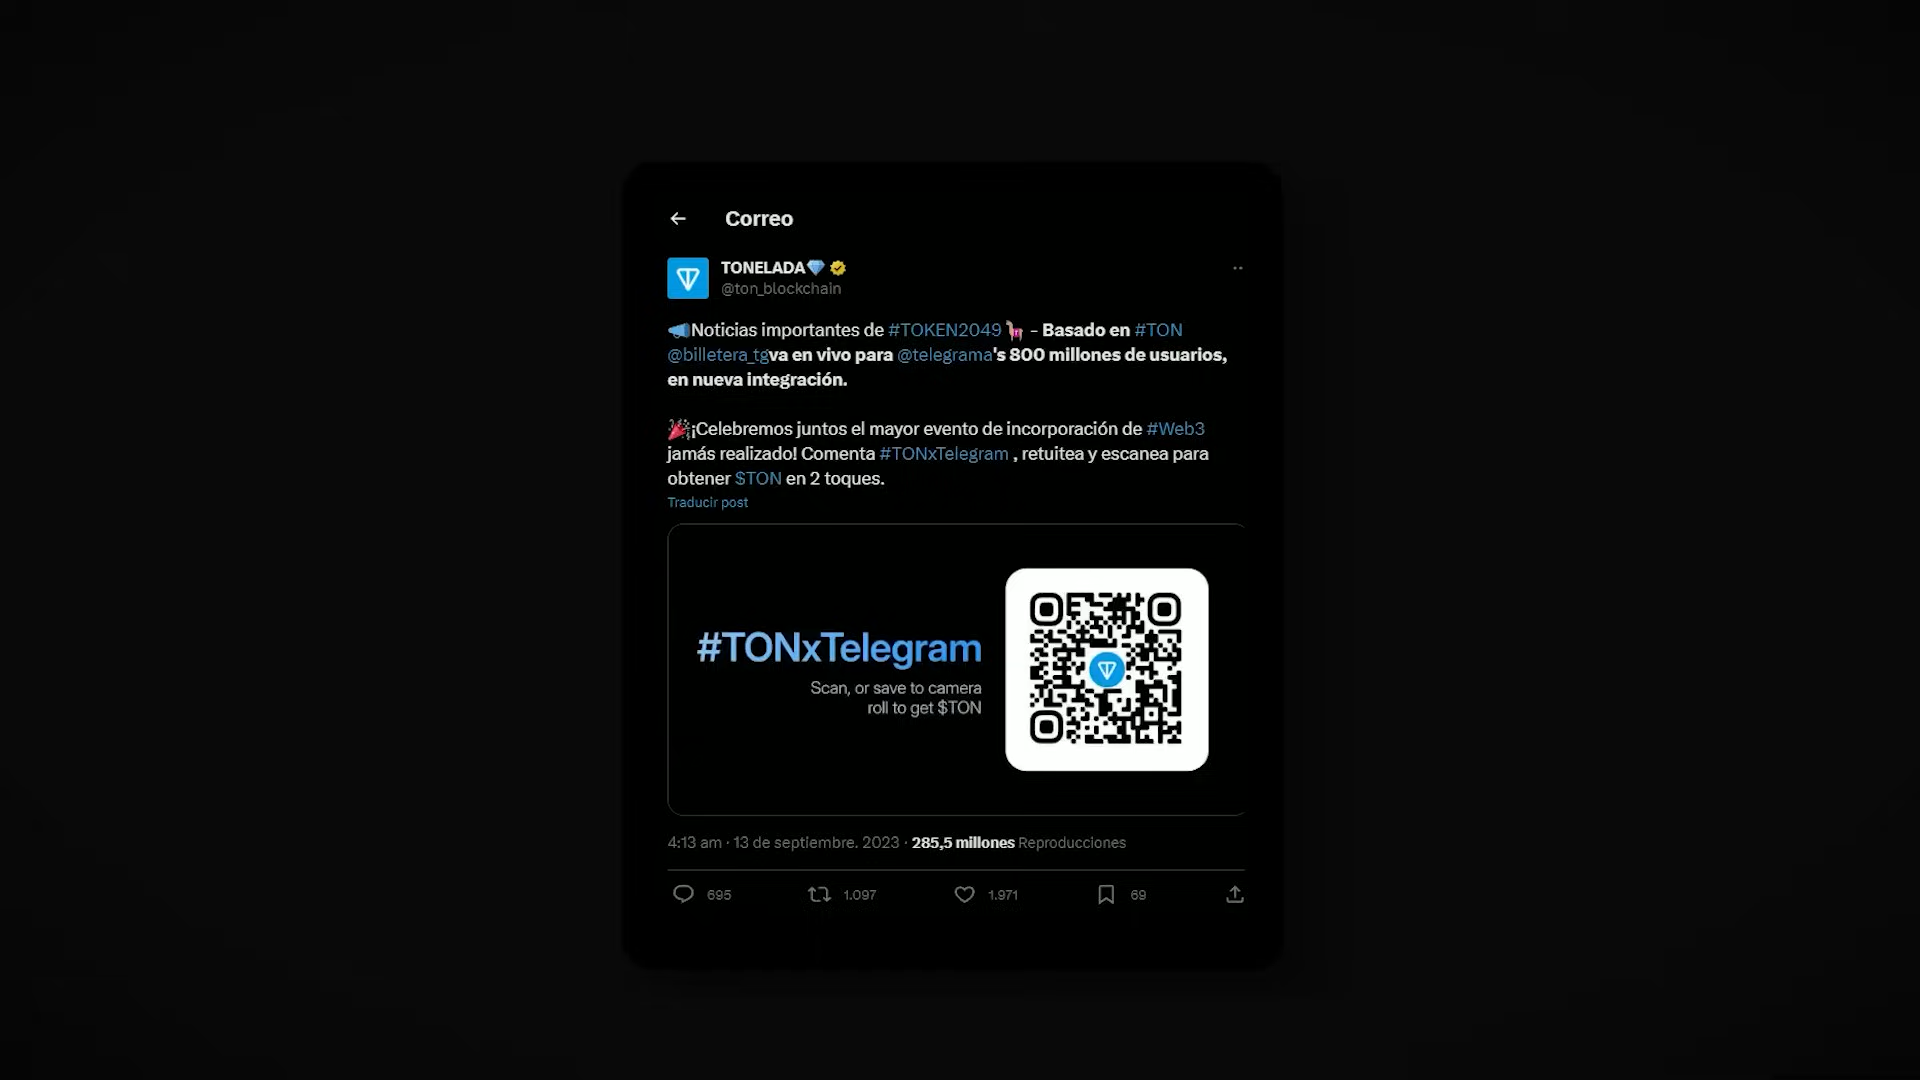 Correo
TONELADA
@ton_blockchain
Noticias importantes de #TOKEN2049 - Basado en #TON
@billetera_tgva en vivo para @telegrama's 800 millones de usuarios,
en nueva integración.
¡Celebremos juntos el mayor evento de incorporación de #Web3
jamás realizado! Comenta #TONxTelegram , retuitea y escanea para
obtener $TON en 2 toques.
Traducir post
#TONxTelegram
Scan, or save to camera
roll to get $TON
4:13 am · 13 de septiembre. 2023 · 285,5 millones Reproducciones
695 1.097 1.971 69